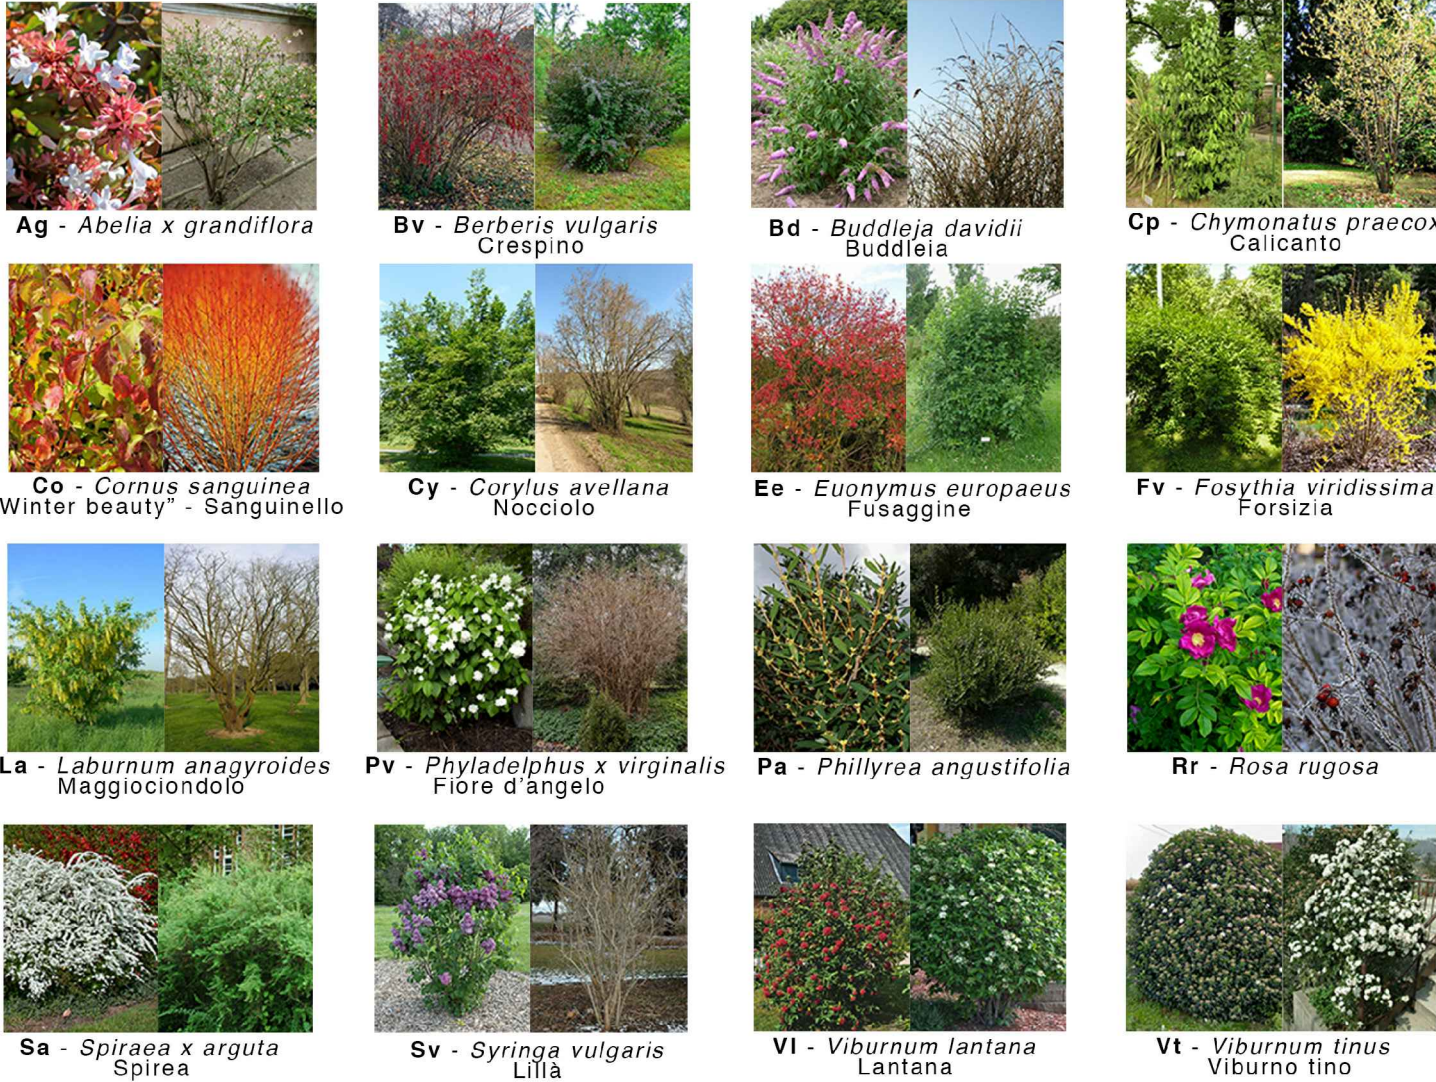 Ag - Abelia x grandiflora
Bv - Berberis vulgaris
Crespino
Bd - Buddleja davidii
Buddleia
Cp - Chymonatus praecox
Calicanto
Co - Cornus sanguinea
Winter beauty” - Sanguinello
Cy - Corylus avellana
Nocciolo
Ee - Euonymus europaeus
Fusaggine
Fv - Fosythia viridissima
Forsizia
La - Laburnum anagyroides
Maggiociondolo
Pv - Phyladelphus x virginalis
Fiore d'angelo
Pa - Phillyrea angustifolia
Rr - Rosa rugosa
Sa - Spiraea x arguta
Spirea
Sv - Syringa vulgaris
Lillà
Vl - Viburnum lantana
Lantana
Vt - Viburnum tinus
Viburno tino